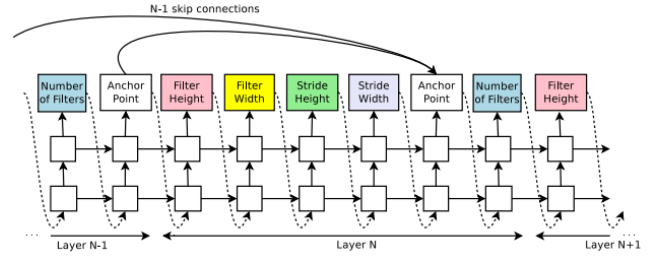 N-1 skip connections
Number
of Filters
Anchor
Point
Filter
Height
Filter
Width
Stride
Height
Stride
Width
Anchor
Point
Number
of Filters
Filter
Height
...
Layer N-1
Layer N
Layer N+1
...